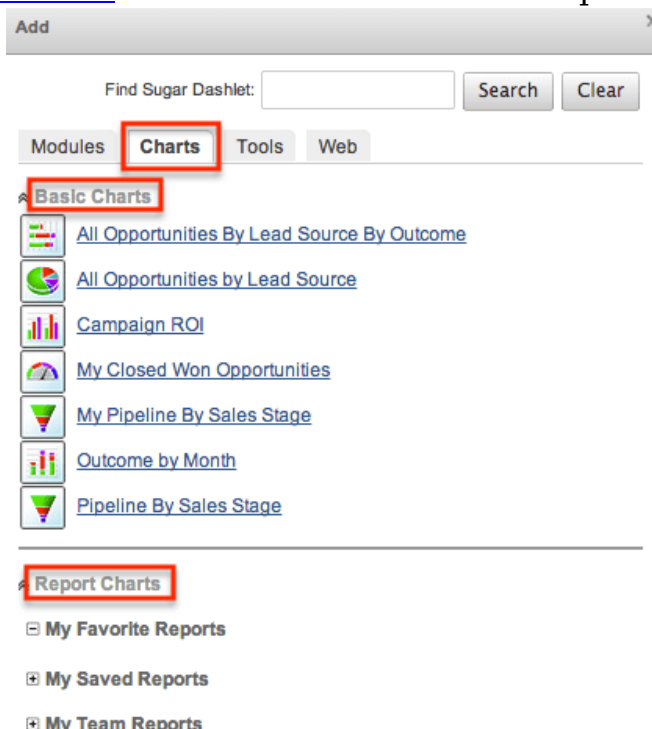 Add
Find Sugar Dashlet: Search Clear
Modules Charts Tools Web
Basic Charts
All Opportunities By Lead Source By Outcome
All Opportunities by Lead Source
Campaign ROI
My Closed Won Opportunities
My Pipeline By Sales Stage
Outcome by Month
Pipeline By Sales Stage
Report Charts
My Favorite Reports
My Saved Reports
My Team Reports